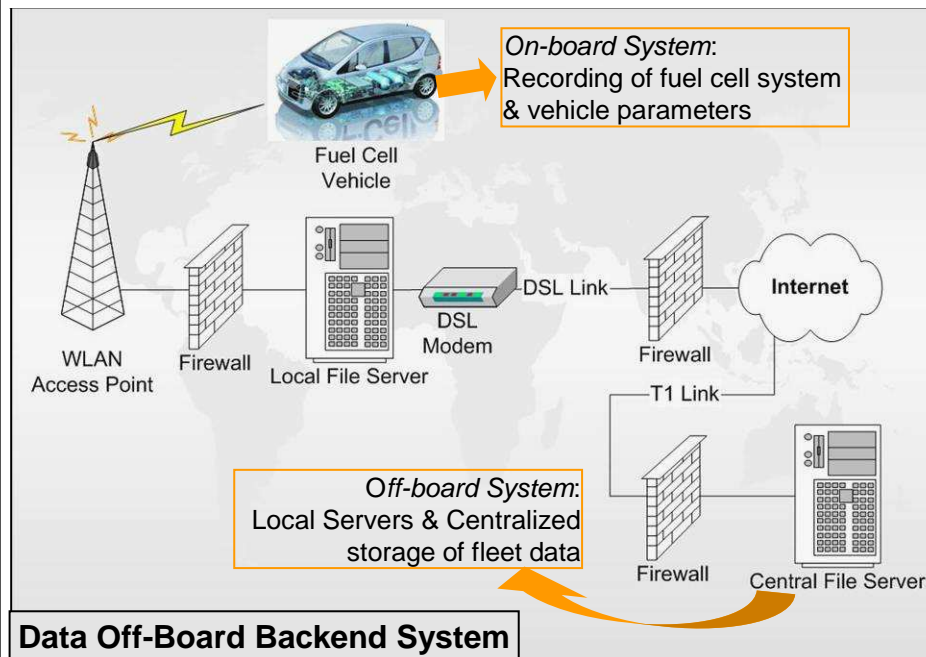 On-board System:
Recording of fuel cell system
& vehicle parameters
Fuel Cell
Vehicle
WLAN
Access Point
Firewall
Local File Server
DSL
Modem
DSL Link
Firewall
Internet
T1 Link
Off-board System:
Local Servers & Centralized
storage of fleet data
Firewall
Central File Server
Data Off-Board Backend System